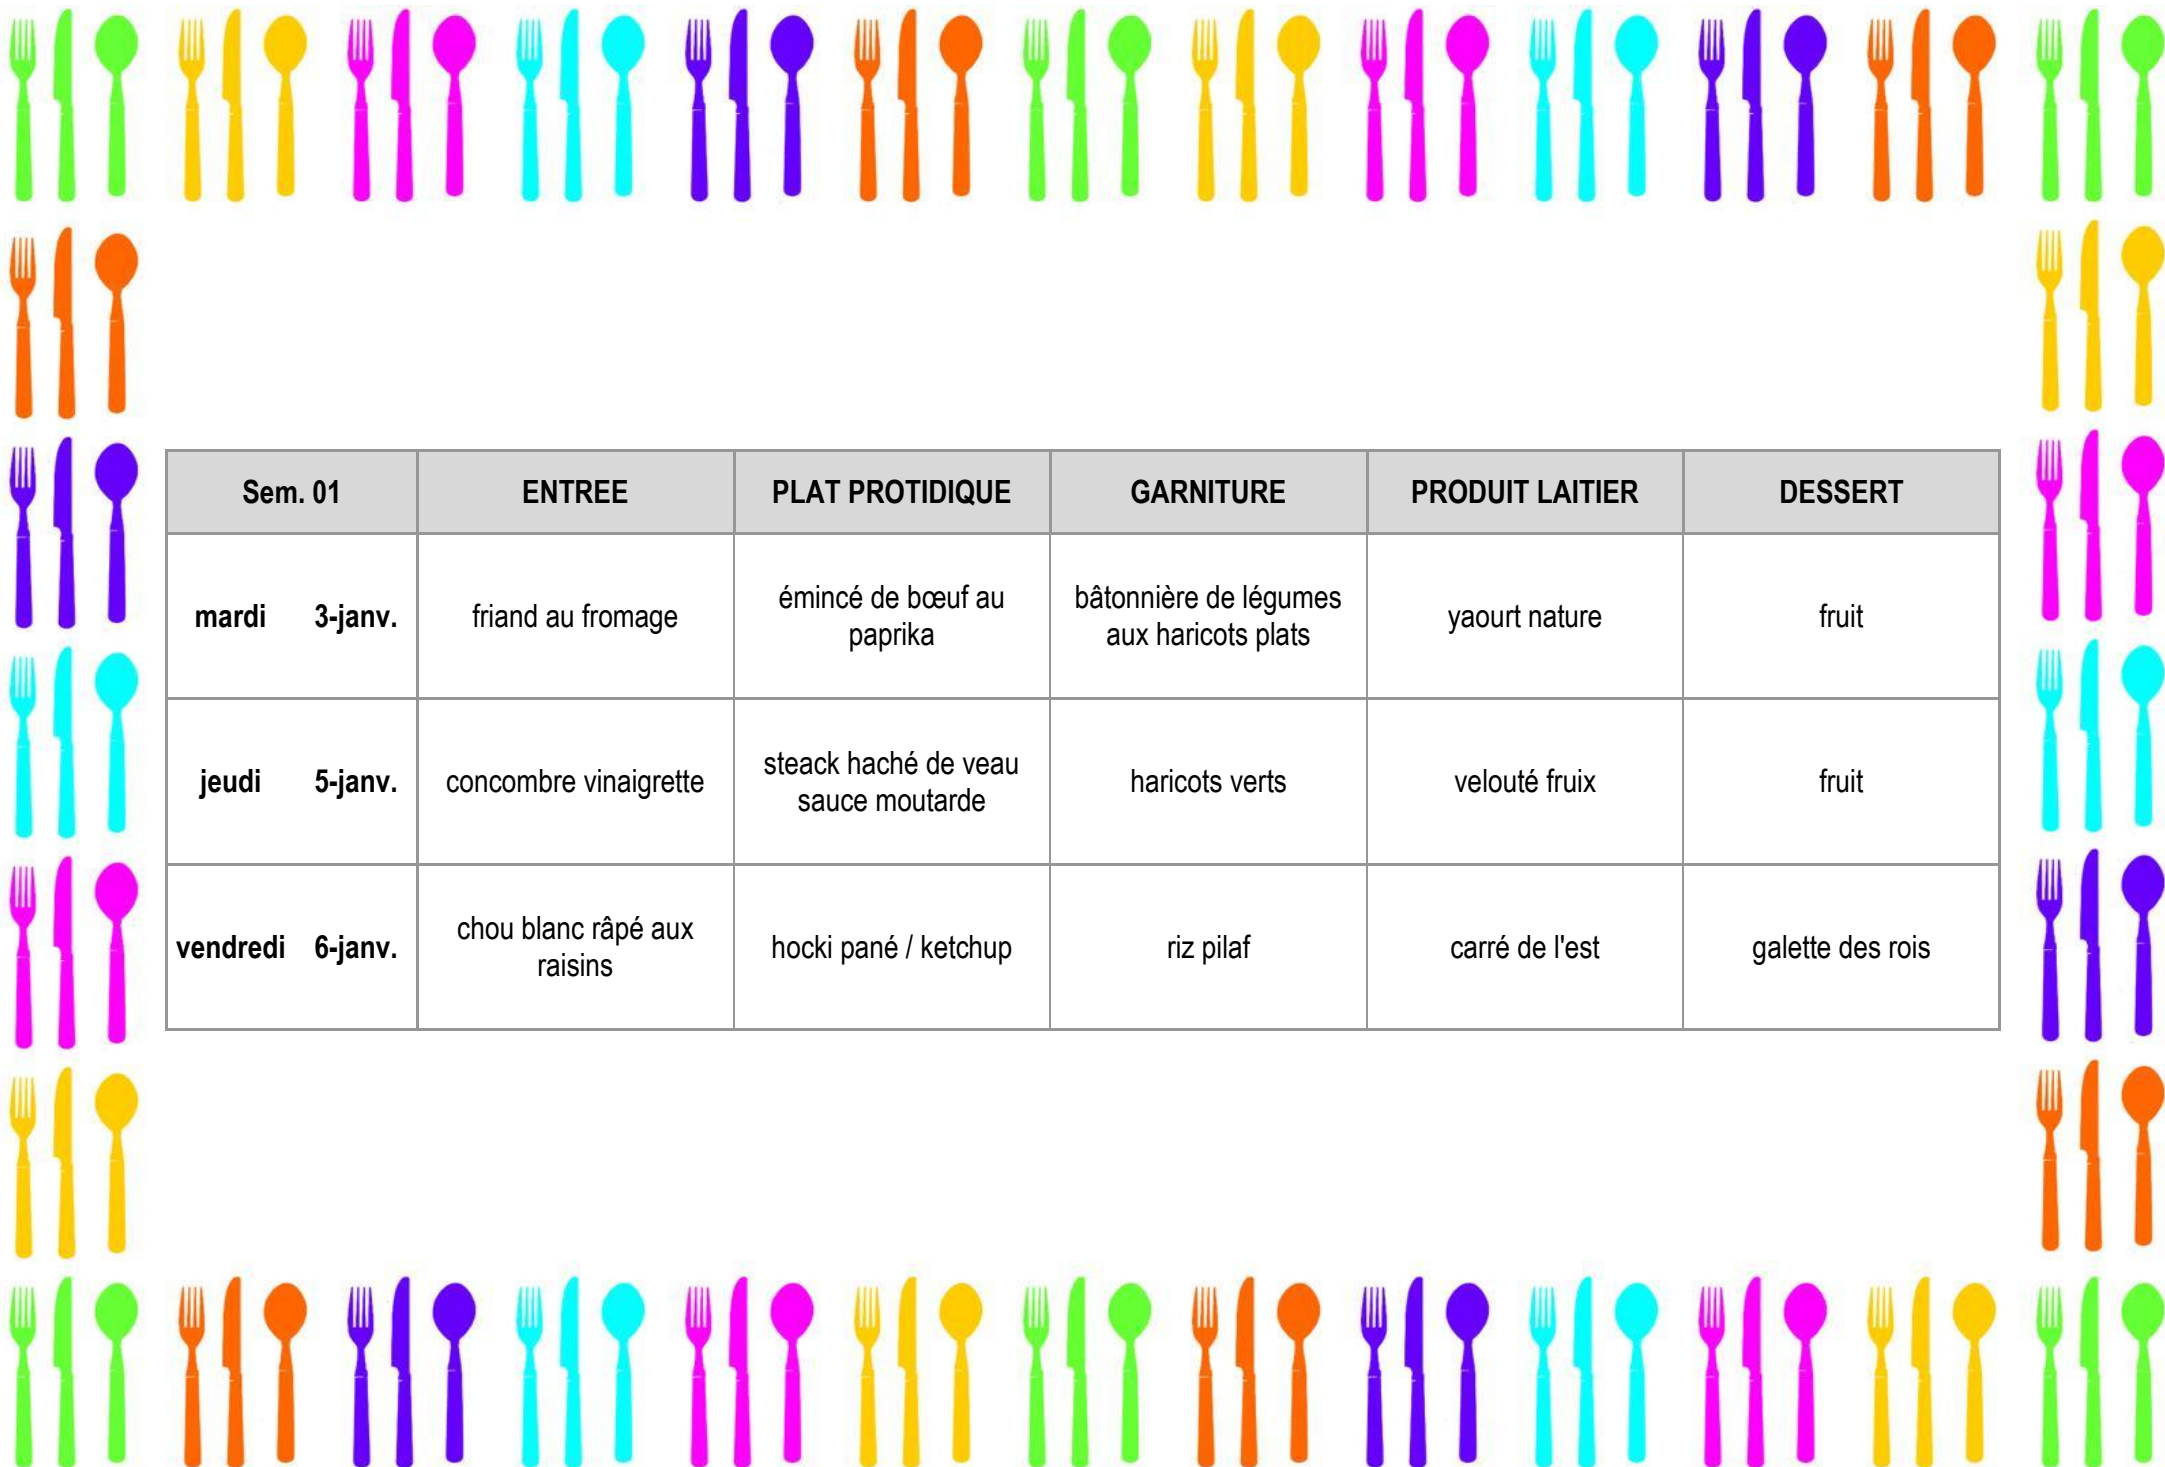 Sem. 01 ENTREE PLAT PROTIDIQUE GARNITURE PRODUIT LAITIER DESSERT
mardi 3-janv. friand au fromage émincé de bœuf au
paprika bâtonnière de légumes
aux haricots plats yaourt nature fruit
jeudi 5-janv. concombre vinaigrette steack haché de veau
sauce moutarde haricots verts velouté fruix fruit
vendredi 6-janv. chou blanc râpé aux
raisins hocki pané / ketchup riz pilaf carré de l'est galette des rois